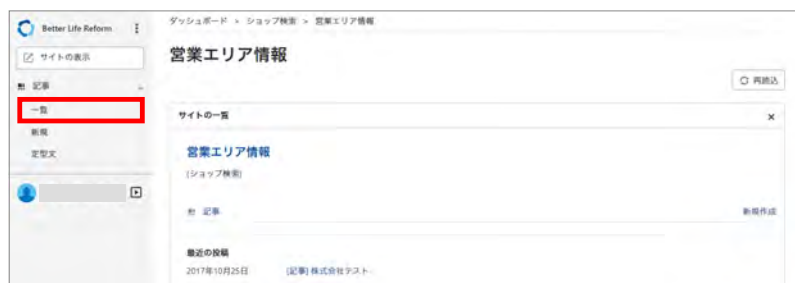 Better Life Reform
サイトの表示
記事
一覧
新規
定型文
ダッシュボード > ショップ検索 > 営業エリア情報
営業エリア情報
再読込
サイトの一覧
営業エリア情報
(ショップ検索)
記事
新規作成
最近の投稿
2017年10月25日 [記事] 株式会社テスト